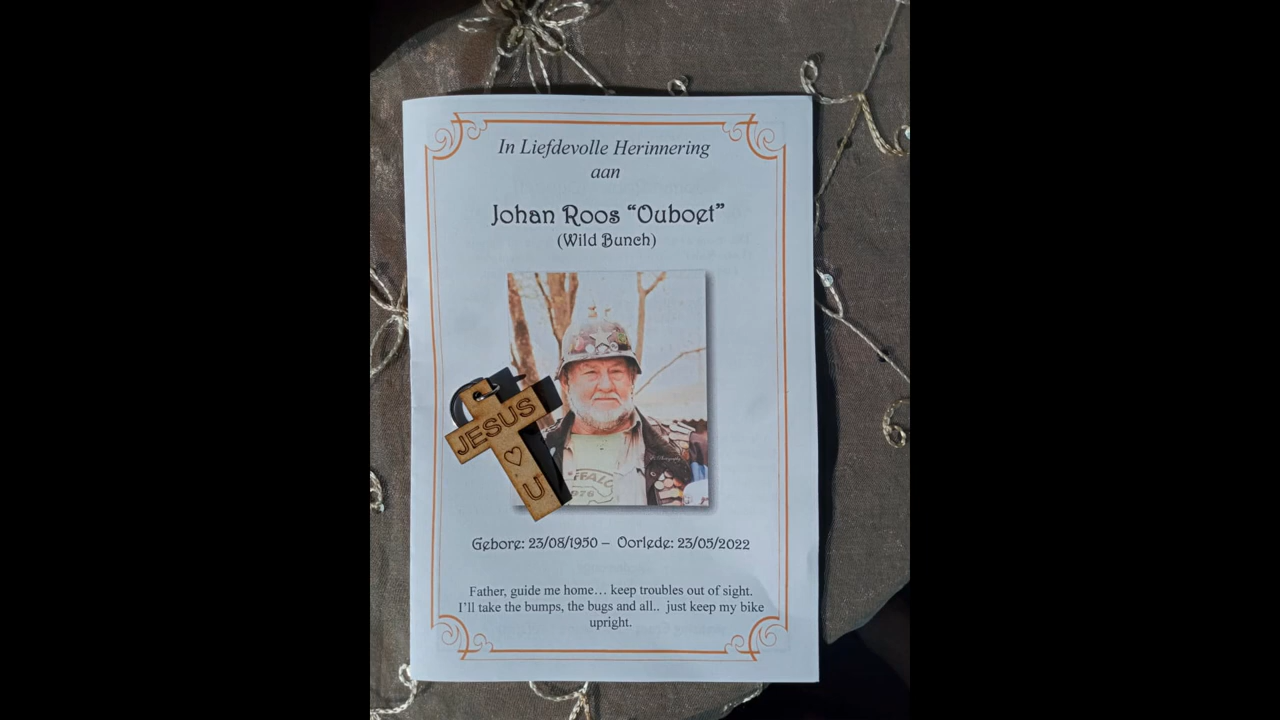 In Liefdevolle Herinnering
aan
Johan Roos “Ouboet”
(Wild Bunch)
JESUS
U
Gebore: 23/08/1950 – Oorlede: 23/05/2022
Father, guide me home… keep troubles out of sight.
I’ll take the bumps, the bugs and all.. just keep my bike
upright.